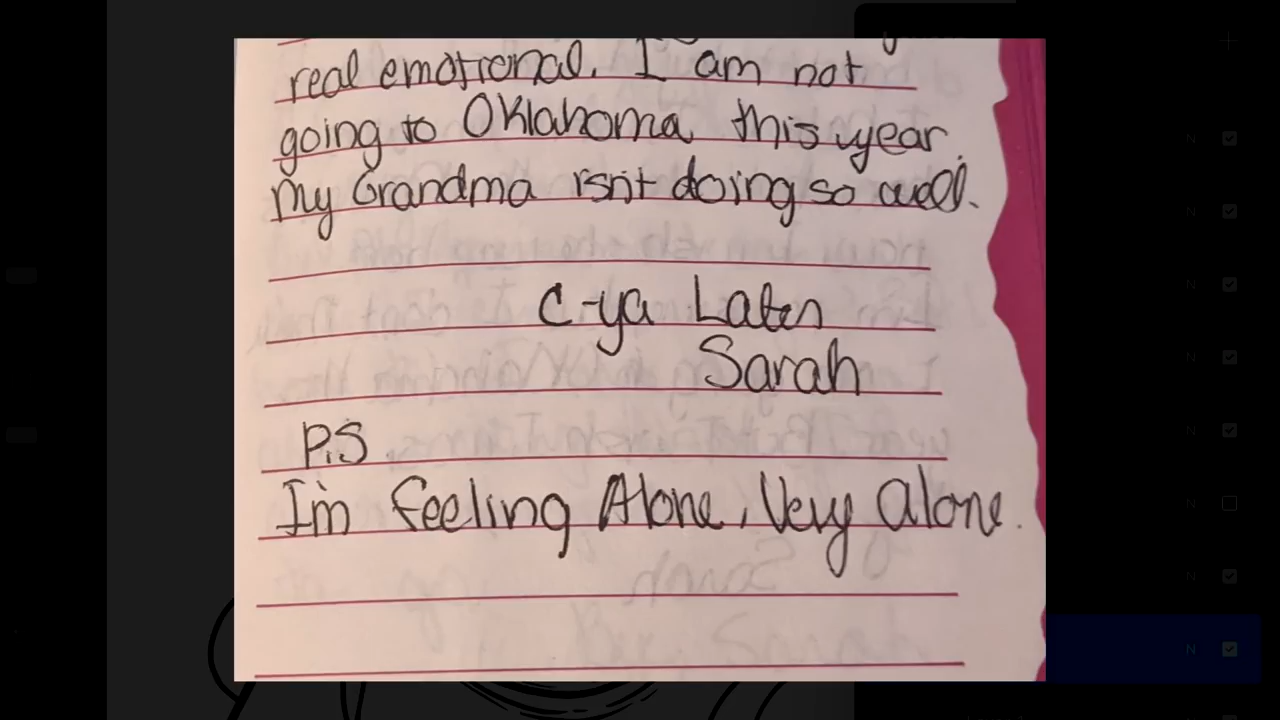 real emotional. I am not
going to Oklahoma this year.
My Grandma isn't doing so well.
C-ya Later
Sarah
P.S
I'm feeling Alone, Very alone.
N
N
N
N
N
N
N
N